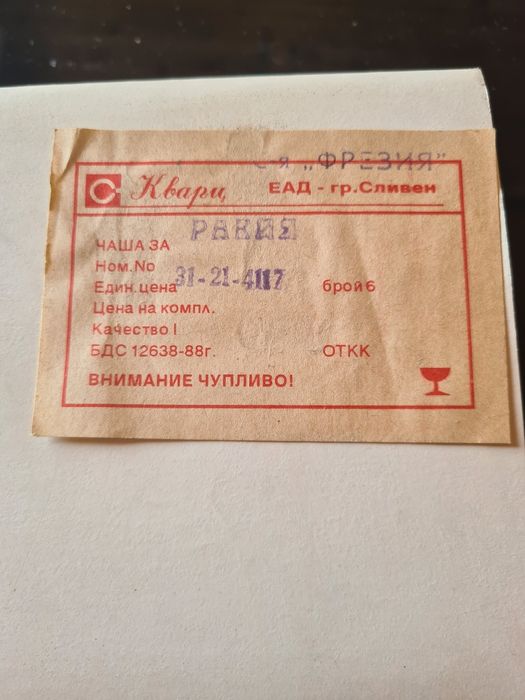 С-я „ФРЕЗИЯ"
Кварц ЕАД - гр.Сливен
ЧАША ЗА РАКИЯ
Ном.No 31-21-4117
Един.цена брой 6
Цена на компл.
Качество I
БДС 12638-88г. ОТКК
ВНИМАНИЕ ЧУПЛИВО!